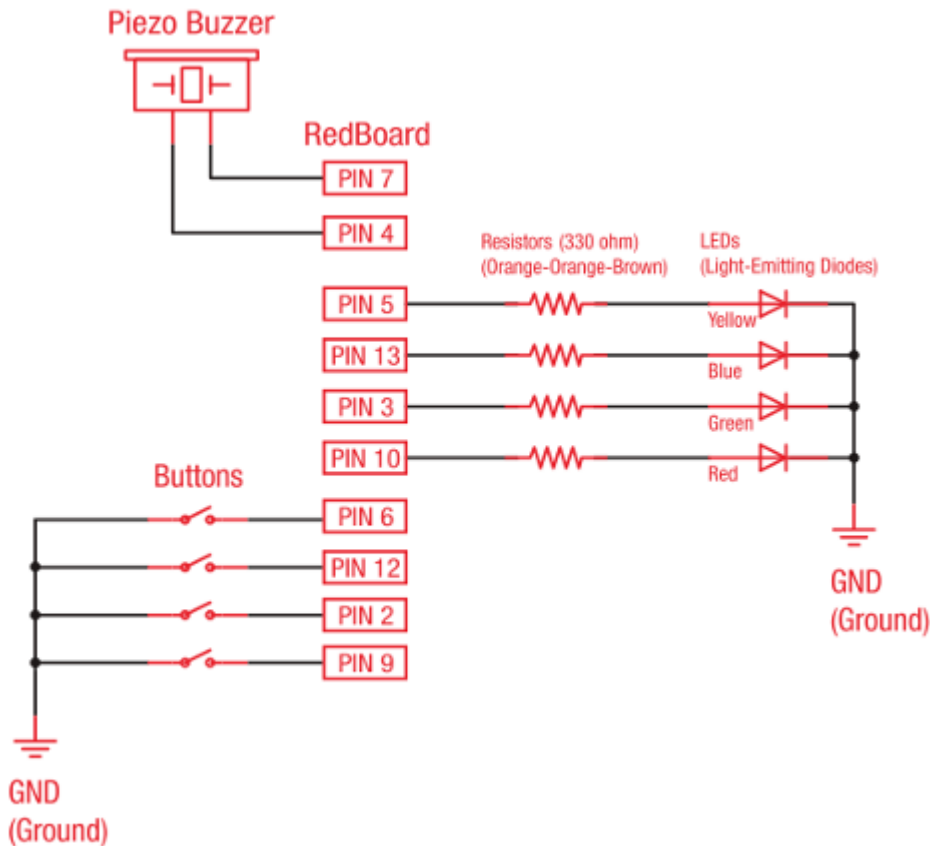 Piezo Buzzer
RedBoard
PIN 7
PIN 4
Resistors (330 ohm)
(Orange-Orange-Brown)
LEDs
(Light-Emitting Diodes)
PIN 5
Yellow
PIN 13
Blue
PIN 3
Green
PIN 10
Red
Buttons
PIN 6
PIN 12
PIN 2
PIN 9
GND
(Ground)
GND
(Ground)